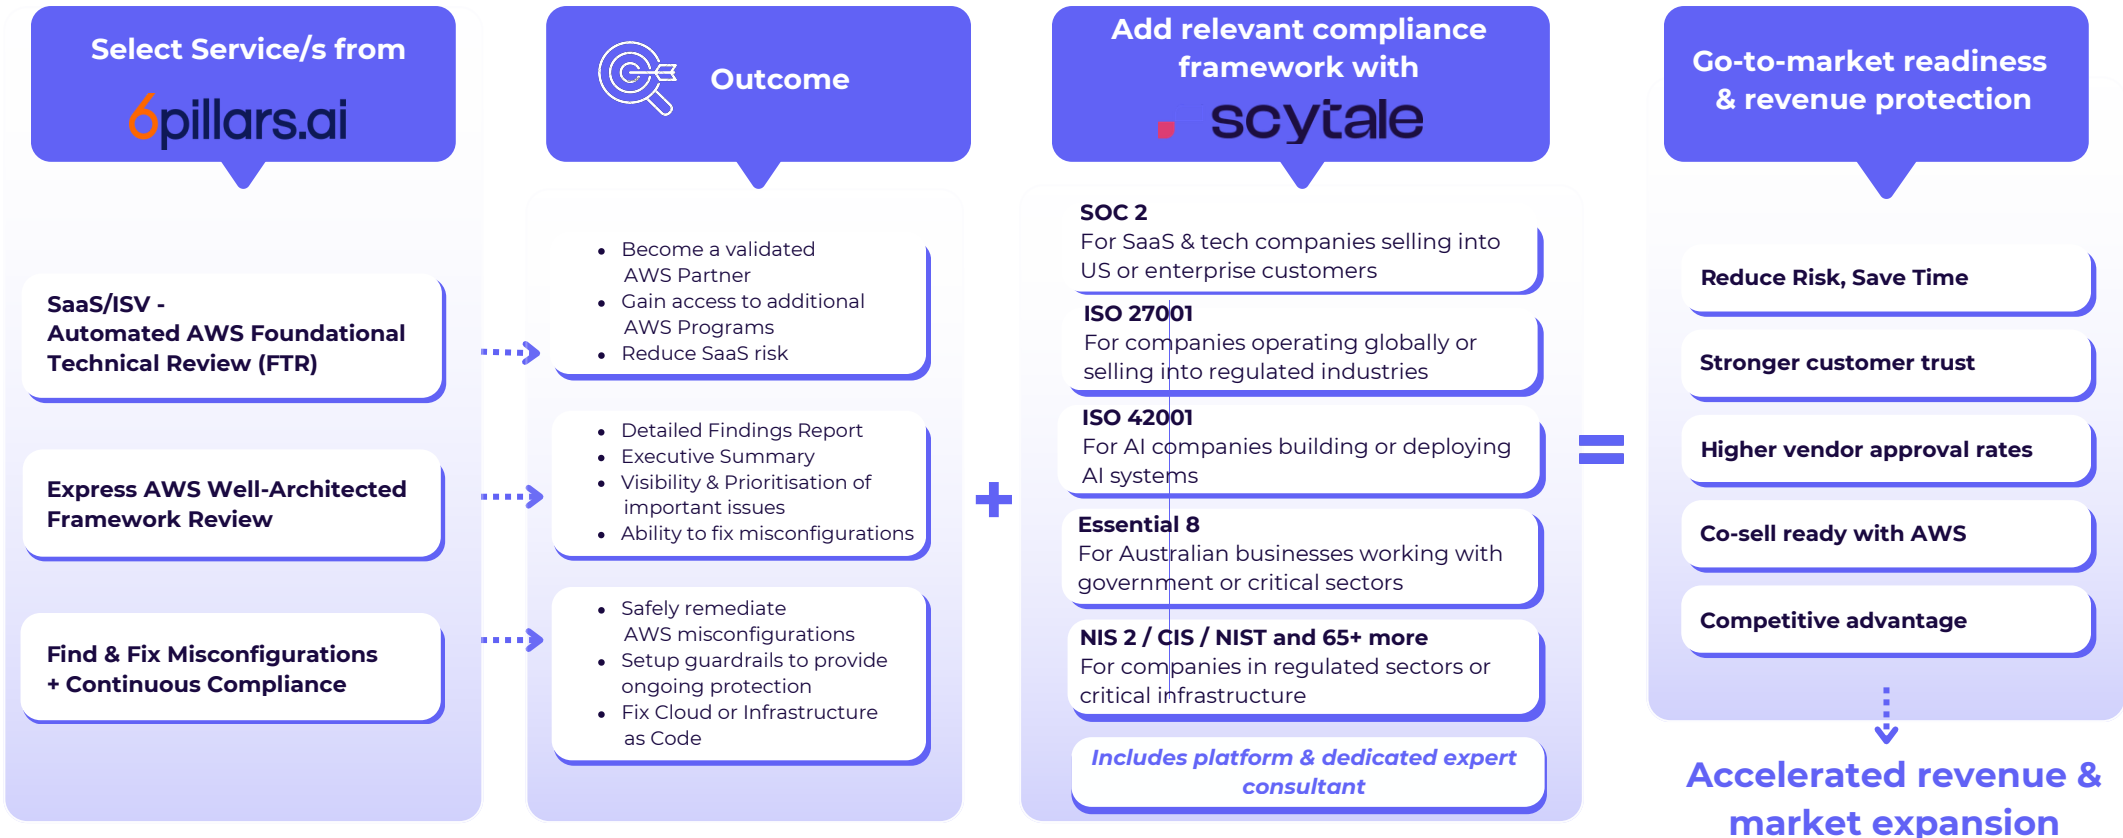 Select Service/s from
6pillars.ai
SaaS/ISV -
Automated AWS Foundational
Technical Review (FTR)
Express AWS Well-Architected
Framework Review
Find & Fix Misconfigurations
+ Continuous Compliance
Outcome
• Become a validated
AWS Partner
• Gain access to additional
AWS Programs
• Reduce SaaS risk
• Detailed Findings Report
• Executive Summary
• Visibility & Prioritisation of
important issues
• Ability to fix misconfigurations
• Safely remediate
AWS misconfigurations
• Setup guardrails to provide
ongoing protection
• Fix Cloud or Infrastructure
as Code
+
Add relevant compliance
framework with
scytale
SOC 2
For SaaS & tech companies selling into
US or enterprise customers
ISO 27001
For companies operating globally or
selling into regulated industries
ISO 42001
For AI companies building or deploying
AI systems
Essential 8
For Australian businesses working with
government or critical sectors
NIS 2 / CIS / NIST and 65+ more
For companies in regulated sectors or
critical infrastructure
Includes platform & dedicated expert
consultant
=
Go-to-market readiness
& revenue protection
Reduce Risk, Save Time
Stronger customer trust
Higher vendor approval rates
Co-sell ready with AWS
Competitive advantage
Accelerated revenue &
market expansion